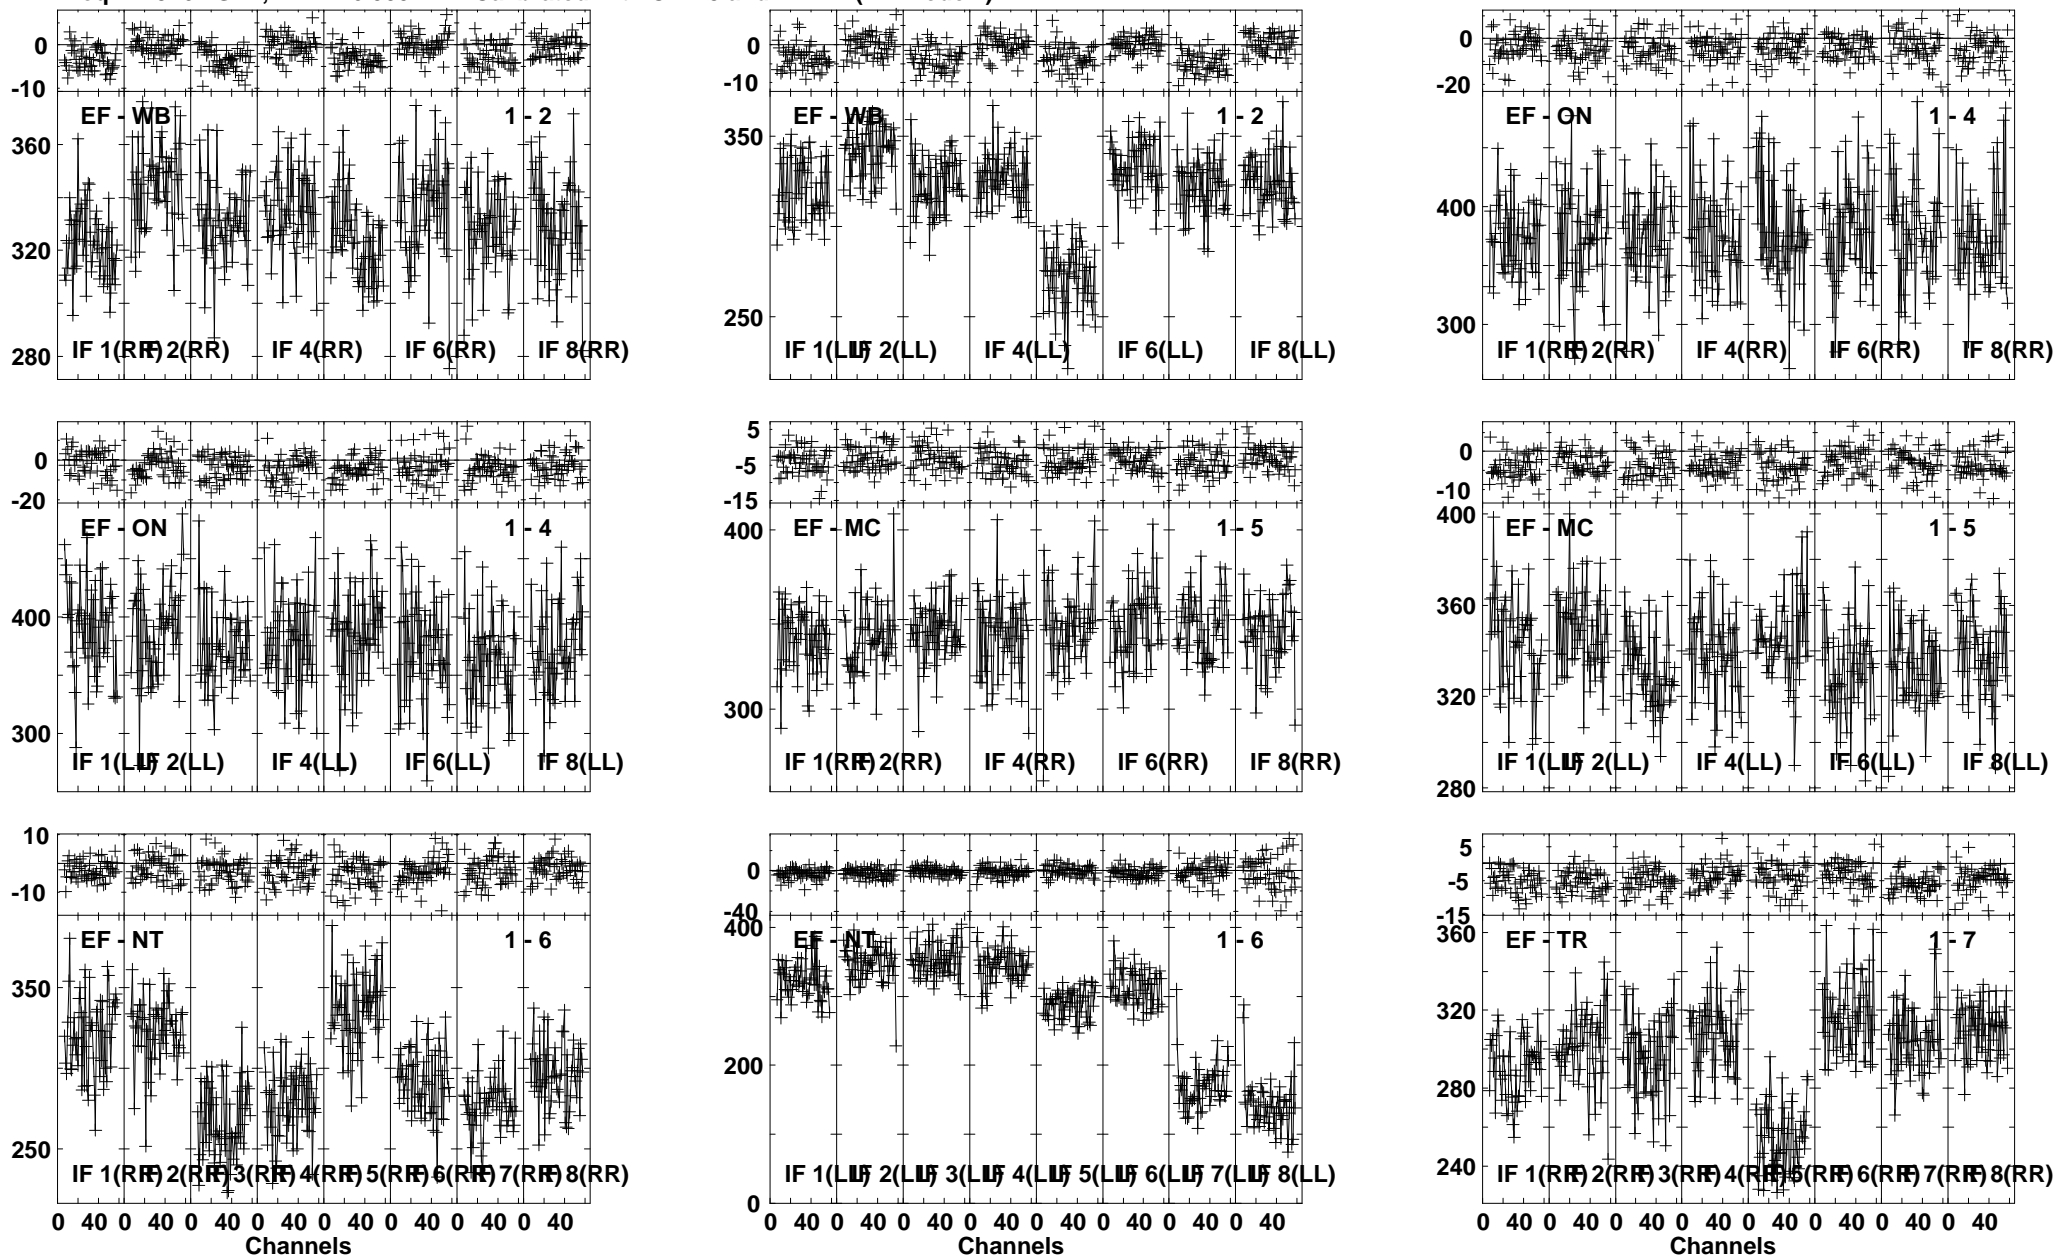 0 0 0
-10 -10 -20
EF - WB 1 - 2 EF - WB 1 - 2 EF - ON 1 - 4
360 350 400
320 250 300
280
IF 1(RR) IF 2(RR) IF 4(RR) IF 6(RR) IF 8(RR) IF 1(LL) IF 2(LL) IF 4(LL) IF 6(LL) IF 8(LL) IF 1(RR) IF 2(RR) IF 4(RR) IF 6(RR) IF 8(RR)
0 5 0
-20 -5 -10
-15
EF - ON 1 - 4 EF - MC 1 - 5 EF - MC 1 - 5
400 400 400
300 300 360
320
280
IF 1(LL) IF 2(LL) IF 4(LL) IF 6(LL) IF 8(LL) IF 1(RR) IF 2(RR) IF 4(RR) IF 6(RR) IF 8(RR) IF 1(LL) IF 2(LL) IF 4(LL) IF 6(LL) IF 8(LL)
10 0 5
-10 -40 -5
-15
EF - NT 1 - 6 EF - NT 1 - 6 EF - TR 1 - 7
350 400 360
250 200 320
0 280
240
IF 1(RR) IF 2(RR) IF 3(RR) IF 4(RR) IF 5(RR) IF 6(RR) IF 7(RR) IF 8(RR) IF 1(LL) IF 2(LL) IF 3(LL) IF 4(LL) IF 5(LL) IF 6(LL) IF 7(LL) IF 8(LL) IF 1(RR) IF 2(RR) IF 3(RR) IF 4(RR) IF 5(RR) IF 6(RR) IF 7(RR) IF 8(RR)
0 40 0 40 0 40 0 40 0 40 0 40 0 40 0 40 0 40 0 40 0 40 0 40 0 40 0 40 0 40 0 40 0 40 0 40 0 40 0 40 0 40 0 40 0 40 0 40
Channels Channels Channels